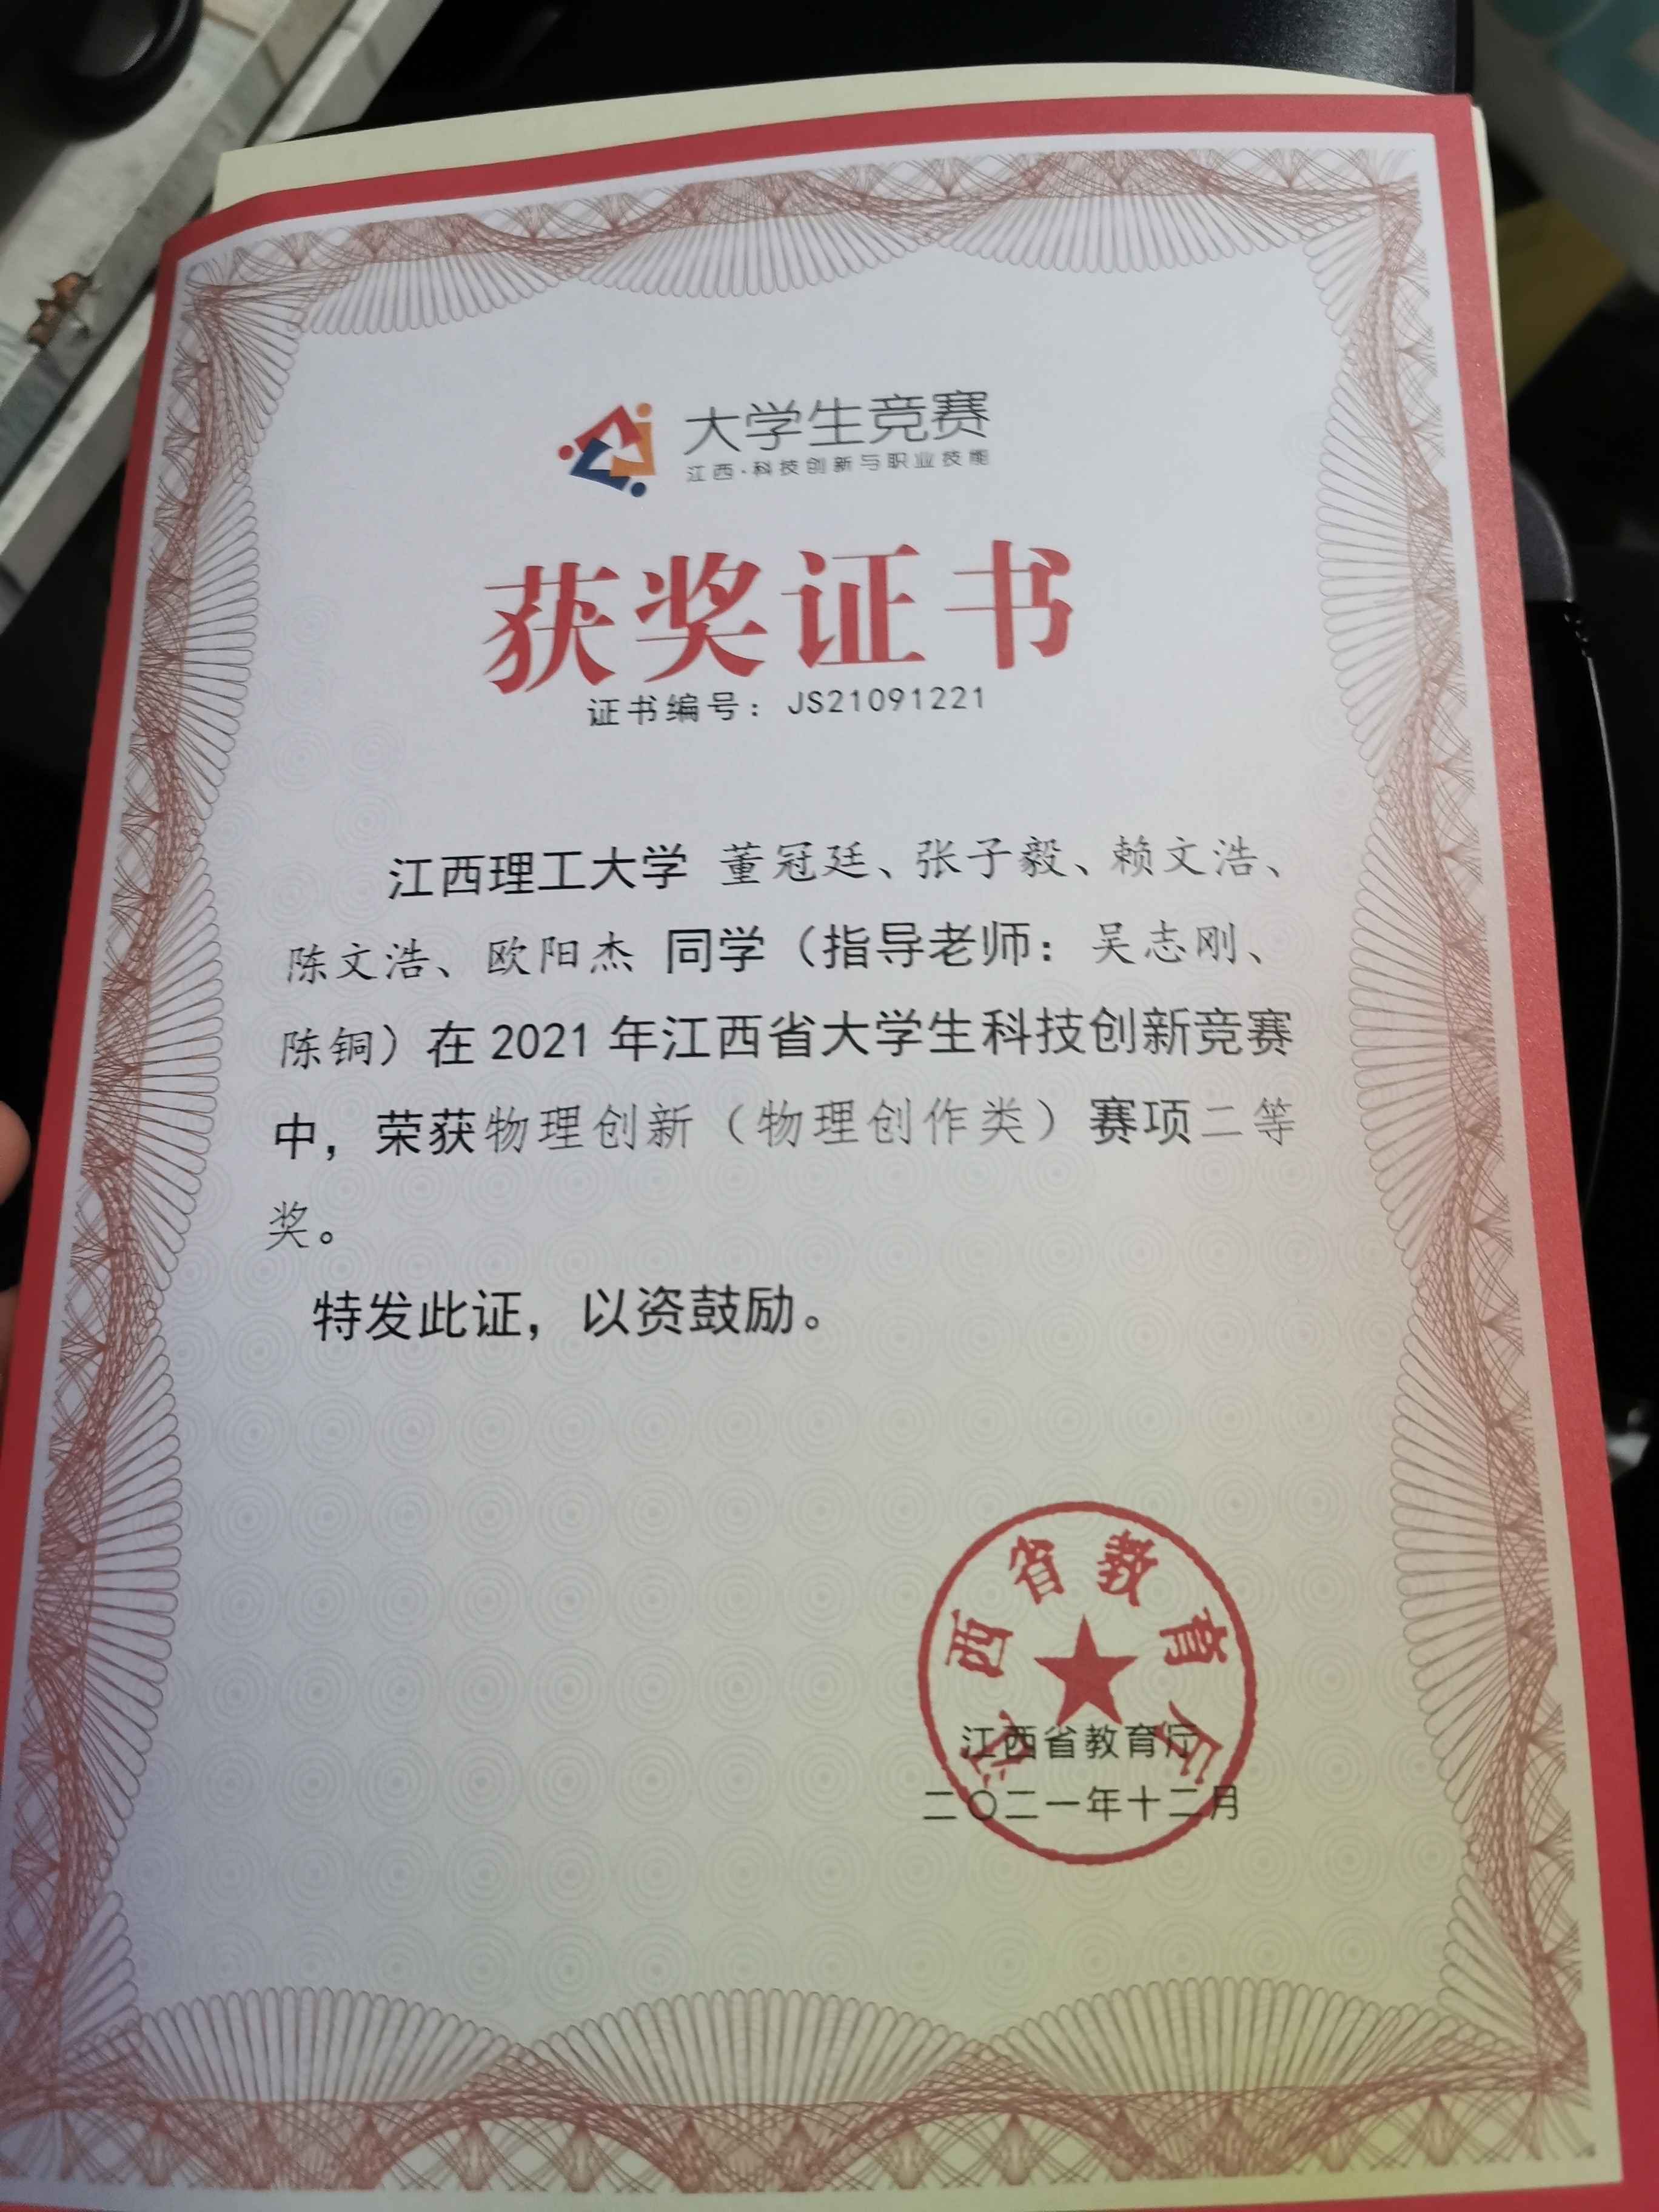 大学生竞赛
江西·科技创新与职业技能
获奖证书
证书编号：JS21091221
江西理工大学 董冠廷、张子毅、赖文浩、
陈文浩、欧阳杰 同学（指导老师：吴志刚、
陈铜）在 2021 年江西省大学生科技创新竞赛
中，荣获物理创新（物理创作类）赛项二等
奖。
特发此证，以资鼓励。
江西省教育厅
江西省教育厅
二〇二一年十二月